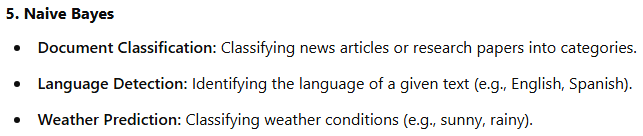 5. Naive Bayes
• Document Classification: Classifying news articles or research papers into categories.
• Language Detection: Identifying the language of a given text (e.g., English, Spanish).
• Weather Prediction: Classifying weather conditions (e.g., sunny, rainy).